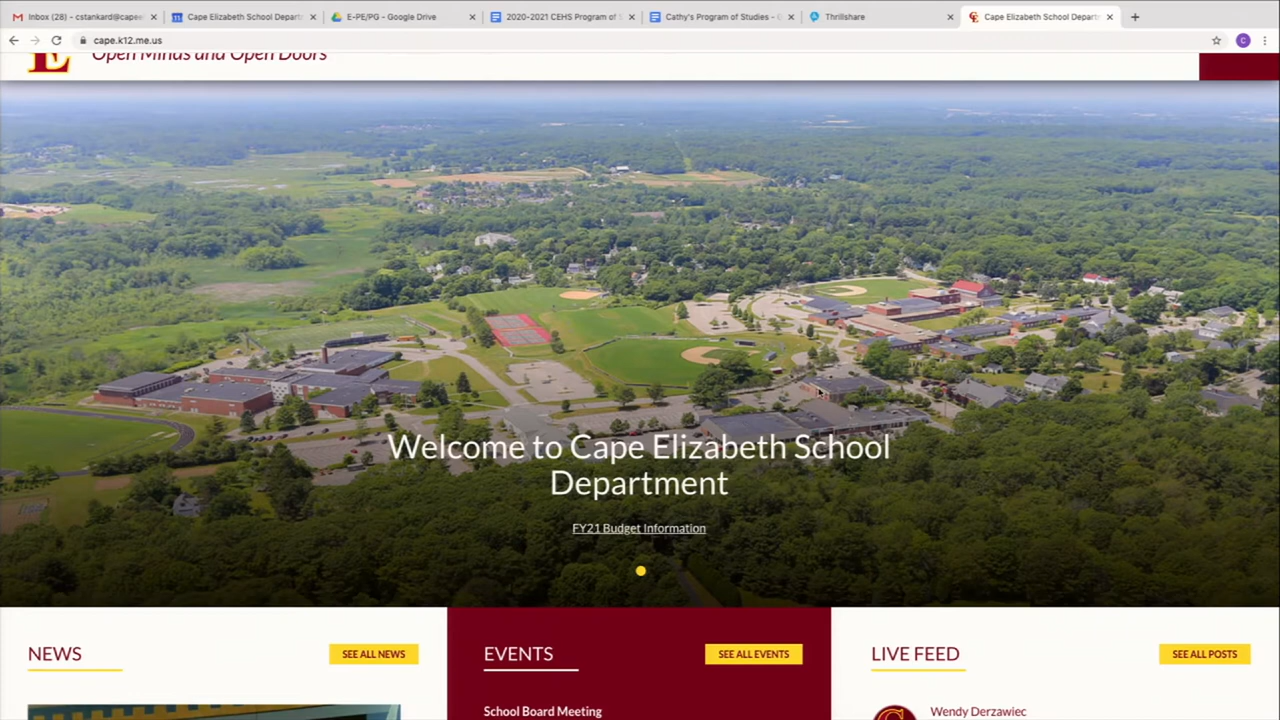 Inbox (28) - cstankard@capee
Cape Elizabeth School Departm
E-PE/PG - Google Drive
2020-2021 CEHS Program of S
Cathy's Program of Studies - G
Thrillshare
Cape Elizabeth School Departm
cape.k12.me.us
C
E
Open Minds and Open Doors
Welcome to Cape Elizabeth School
Department
FY21 Budget Information
NEWS
SEE ALL NEWS
EVENTS
SEE ALL EVENTS
School Board Meeting
LIVE FEED
SEE ALL POSTS
Wendy Derzawiec